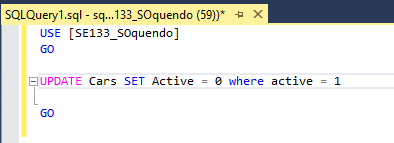 SQLQuery1.sql - sq...133_SOquendo (59))*
USE [SE133_SOquendo]
GO
UPDATE Cars SET Active = 0 where active = 1
GO